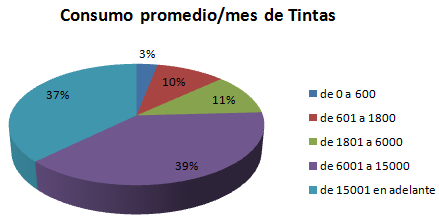 Consumo promedio/mes de Tintas
3%
10%
11%
39%
37%
de 0 a 600
de 601 a 1800
de 1801 a 6000
de 6001 a 15000
de 15001 en adelante